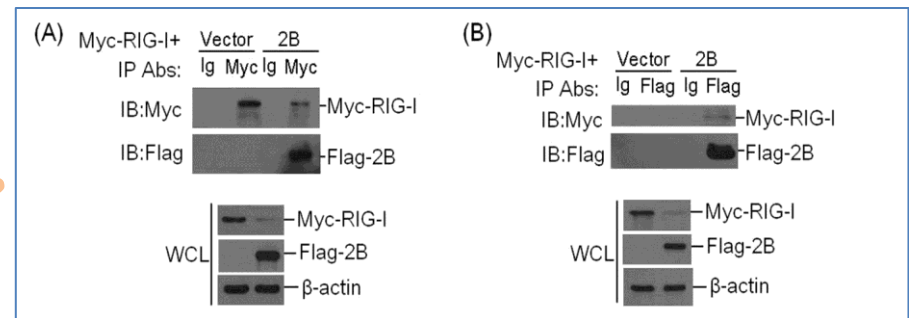 (A)
Myc-RIG-I+ Vector 2B
IP Abs: Ig Myc Ig Myc
IB:Myc Myc-RIG-I
IB:Flag Flag-2B
WCL
Myc-RIG-I
Flag-2B
β-actin
(B)
Myc-RIG-I+ Vector 2B
IP Abs: Ig Flag Ig Flag
IB:Myc Myc-RIG-I
IB:Flag Flag-2B
WCL
Myc-RIG-I
Flag-2B
β-actin